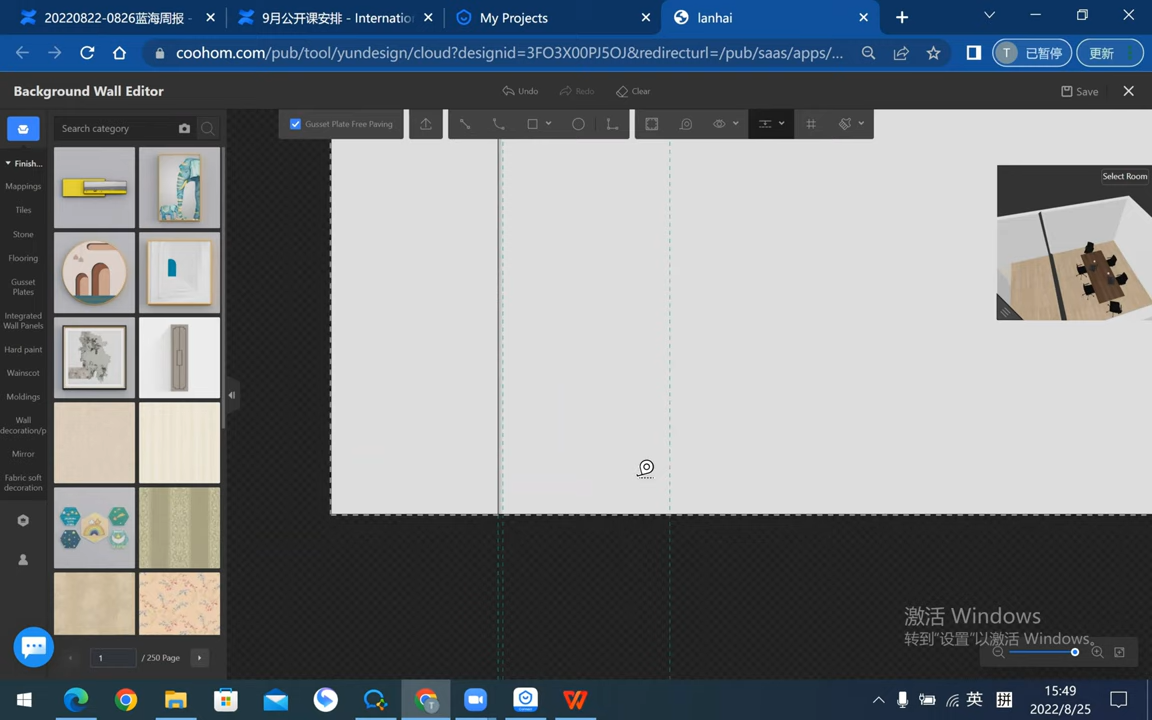 20220822-0826蓝海周报 -
9月公开课安排 - Internatio
My Projects
lanhai
coohom.com/pub/tool/yundesign/cloud?designid=3FO3X00PJ5OJ&redirecturl=/pub/saas/apps/...
T 已暂停
更新
Background Wall Editor
Undo
Redo
Clear
Save
Search category
Gusset Plate Free Paving
Finish...
Mappings
Tiles
Stone
Flooring
Gusset
Plates
Integrated
Wall Panels
Hard paint
Wainscot
Moldings
Wall
decoration/p
Mirror
Fabric soft
decoration
Select Room
1
/ 250 Page
激活 Windows
转到"设置"以激活 Windows。
英
拼
15:49
2022/8/25